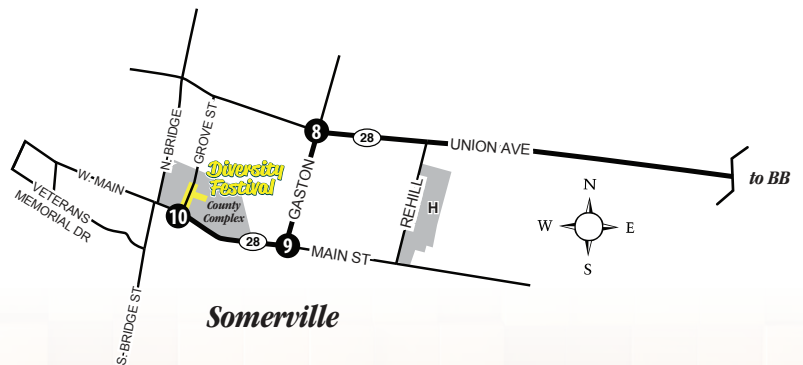 N. BRIDGE
GROVE ST
8
28
UNION AVE
to BB
Diversity
Festival
County
Complex
GASTON
REHILL
H
N
W
E
S
W. MAIN
VETERANS
MEMORIAL DR
10
28
9
MAIN ST
S. BRIDGE ST
Somerville